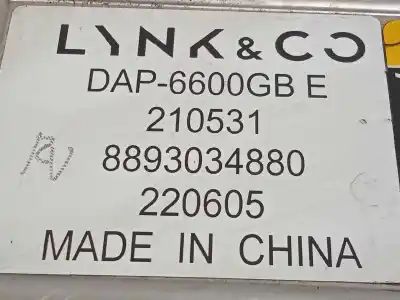 LYNK & CO
DAP-6600GB E
210531
8893034880
220605
MADE IN CHINA